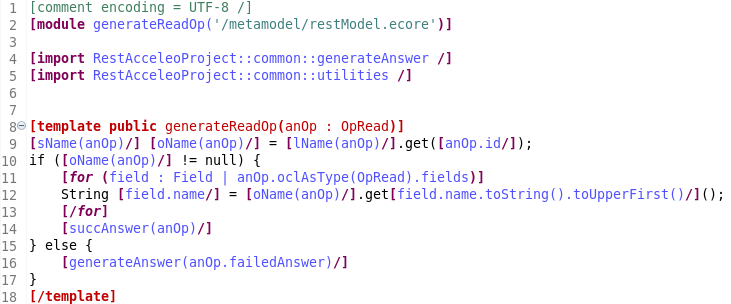 1 [comment encoding = UTF-8 /]
2 [module generateReadOp('/metamodel/restModel.ecore')]
3
4 [import RestAcceleoProject::common::generateAnswer /]
5 [import RestAcceleoProject::common::utilities /]
6
7
8 [template public generateReadOp(anOp : OpRead)]
9 [sName(anOp)/] [oName(anOp)/] = [lName(anOp)/].get([anOp.id/]);
10 if ([oName(anOp)/] != null) {
11     [for (field : Field | anOp.oclAsType(OpRead).fields)]
12     String [field.name/] = [oName(anOp)/].get[field.name.toString().toUpperFirst()/]();
13     [/for]
14     [succAnswer(anOp)/]
15 } else {
16     [generateAnswer(anOp.failedAnswer)/]
17 }
18 [/template]